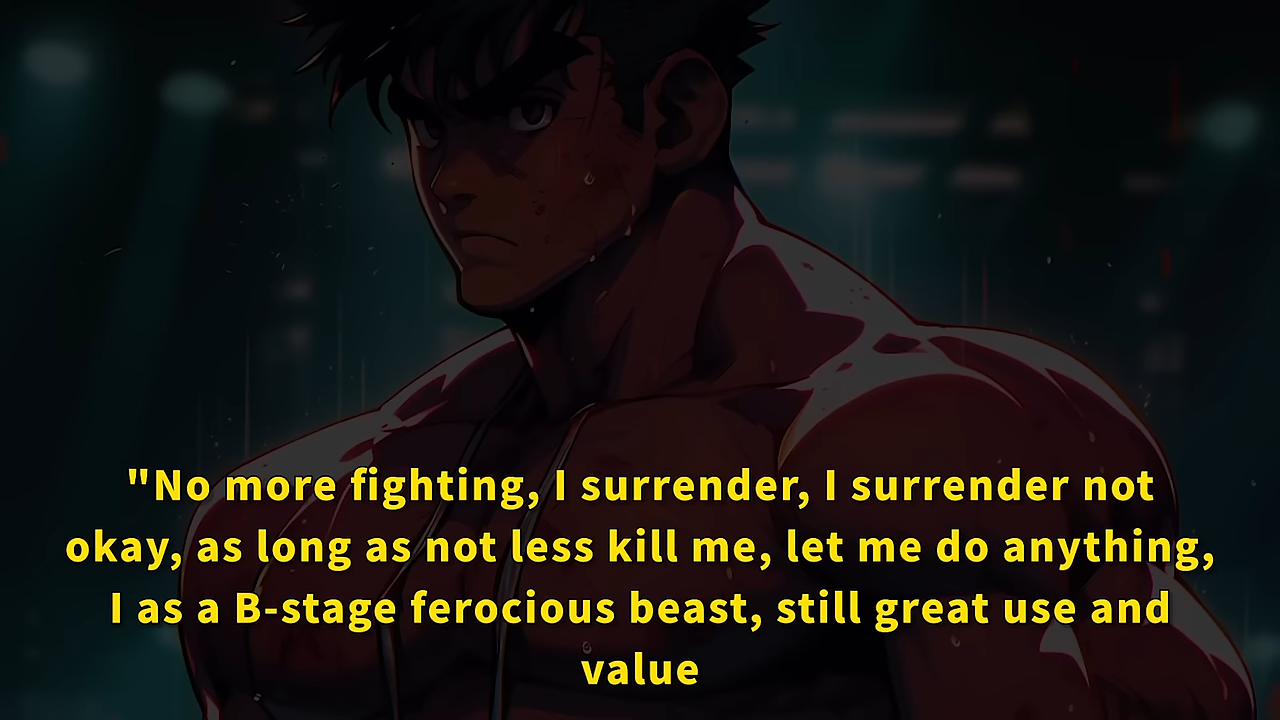 "No more fighting, I surrender, I surrender not
okay, as long as not less kill me, let me do anything,
I as a B-stage ferocious beast, still great use and
value